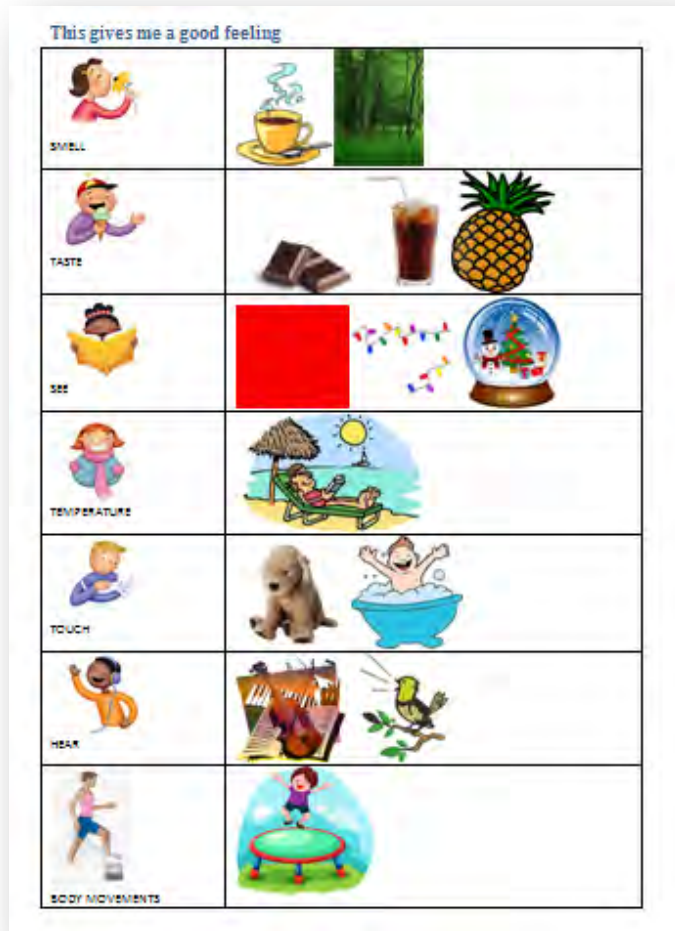 This gives me a good feeling
SMELL
TASTE
SEE
TEMPERATURE
TOUCH
HEAR
BODY MOVEMENTS